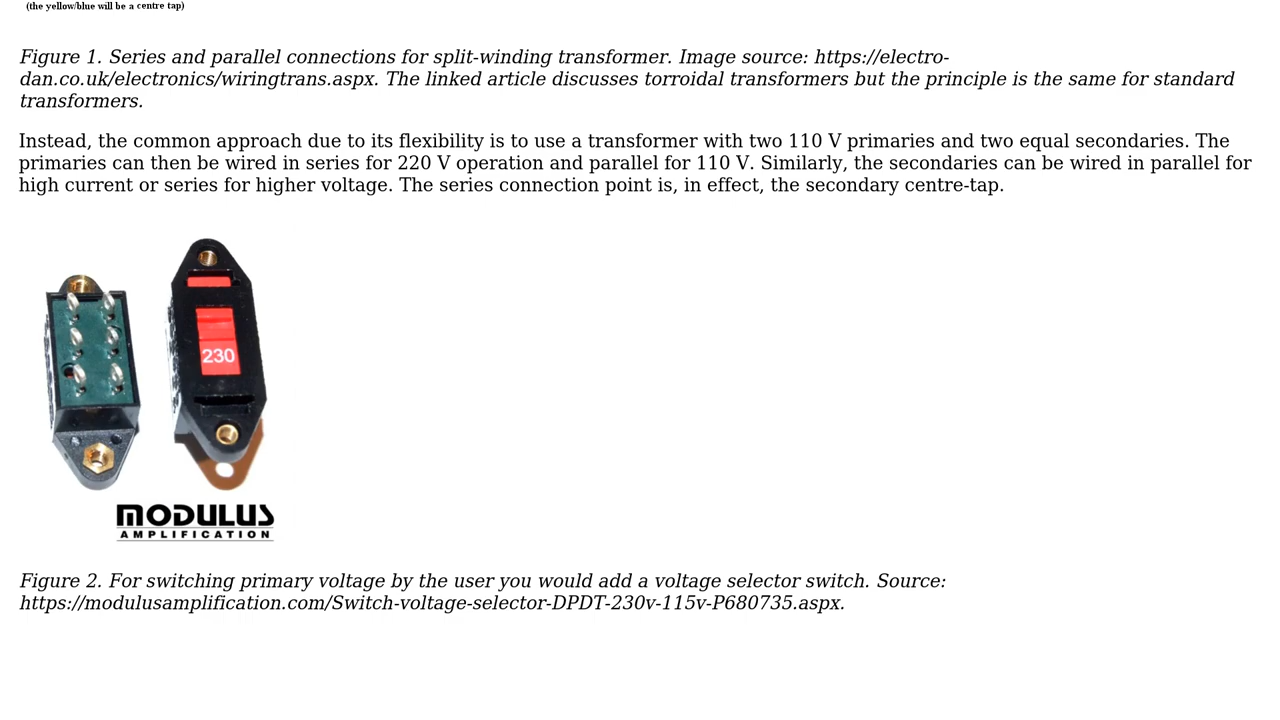 (the yellow/blue will be a centre tap)
Figure 1. Series and parallel connections for split-winding transformer. Image source: https://electro-
dan.co.uk/electronics/wiringtrans.aspx. The linked article discusses torroidal transformers but the principle is the same for standard
transformers.
Instead, the common approach due to its flexibility is to use a transformer with two 110 V primaries and two equal secondaries. The
primaries can then be wired in series for 220 V operation and parallel for 110 V. Similarly, the secondaries can be wired in parallel for
high current or series for higher voltage. The series connection point is, in effect, the secondary centre-tap.
230
MODULUS
AMPLIFICATION
Figure 2. For switching primary voltage by the user you would add a voltage selector switch. Source:
https://modulusamplification.com/Switch-voltage-selector-DPDT-230v-115v-P680735.aspx.